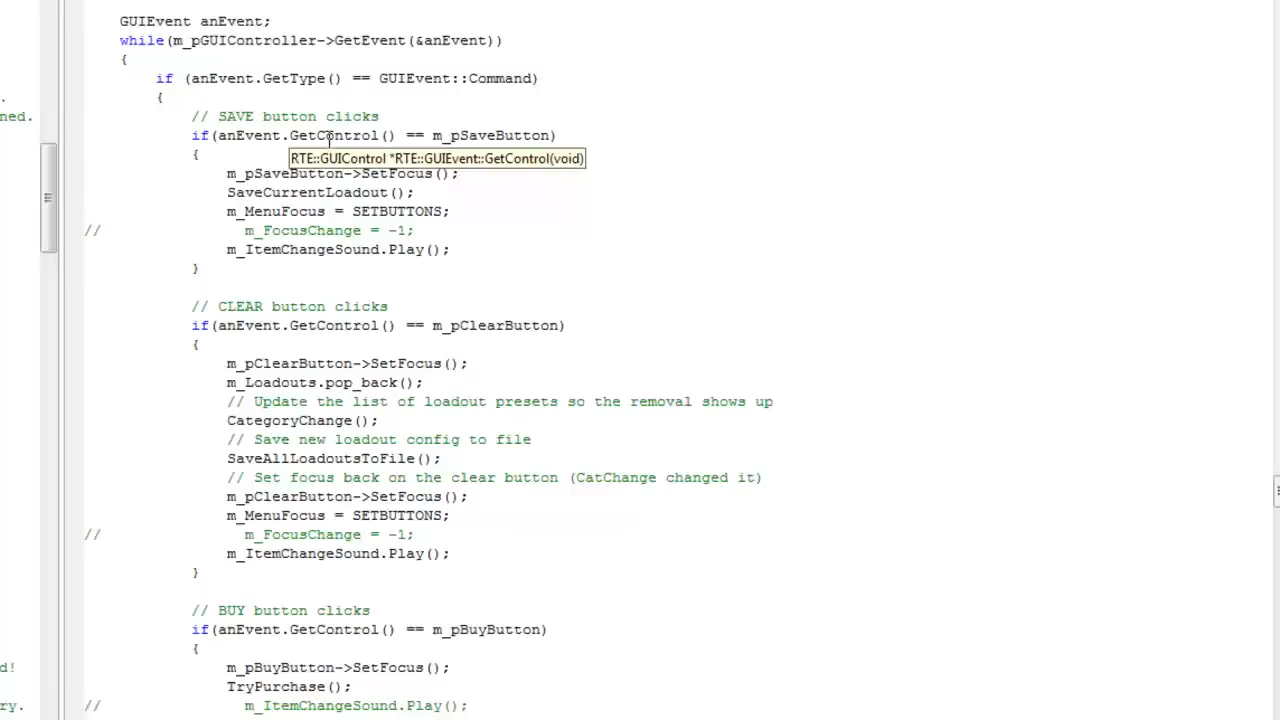 GUIEvent anEvent;
while(m_pGUIController->GetEvent(&anEvent))
{
if (anEvent.GetType() == GUIEvent::Command)
.
{
ned.
// SAVE button clicks
if(anEvent.GetControl() == m_pSaveButton)
{
RTE::GUIControl *RTE::GUIEvent::GetControl(void)
m_pSaveButton->SetFocus();
SaveCurrentLoadout();
m_MenuFocus = SETBUTTONS;
// m_FocusChange = -1;
m_ItemChangeSound.Play();
}
// CLEAR button clicks
if(anEvent.GetControl() == m_pClearButton)
{
m_pClearButton->SetFocus();
m_Loadouts.pop_back();
// Update the list of loadout presets so the removal shows up
CategoryChange();
// Save new loadout config to file
SaveAllLoadoutsToFile();
// Set focus back on the clear button (CatChange changed it)
m_pClearButton->SetFocus();
m_MenuFocus = SETBUTTONS;
// m_FocusChange = -1;
m_ItemChangeSound.Play();
}
// BUY button clicks
if(anEvent.GetControl() == m_pBuyButton)
{
d!
m_pBuyButton->SetFocus();
TryPurchase();
ry.
// m_ItemChangeSound.Play();